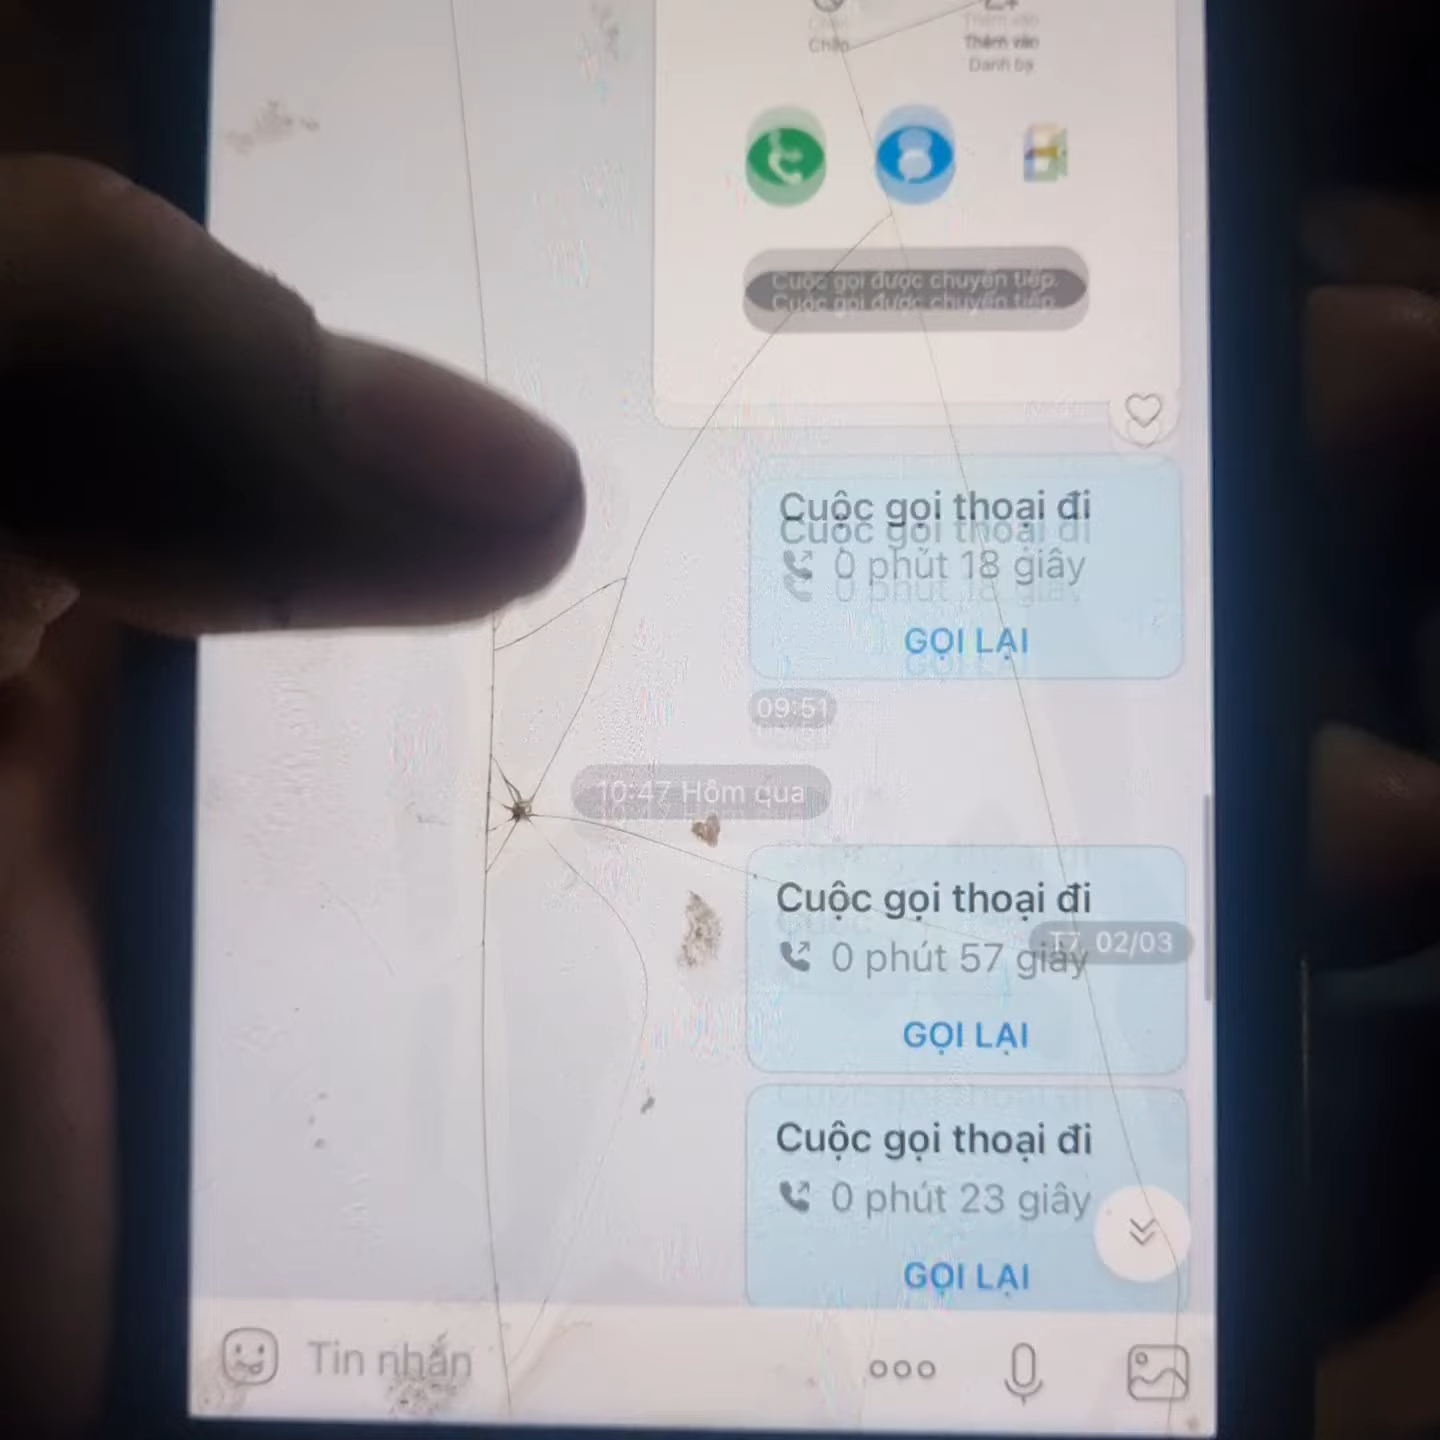 Thêm vào
Danh bạ
Cuộc gọi được chuyển tiếp.
Cuộc gọi thoại đi
0 phút 18 giây
GỌI LẠI
09:51
10:47 Hôm qua
Cuộc gọi thoại đi
T7, 02/03
0 phút 57 giây
GỌI LẠI
Cuộc gọi thoại đi
0 phút 23 giây
GỌI LẠI
Tin nhắn